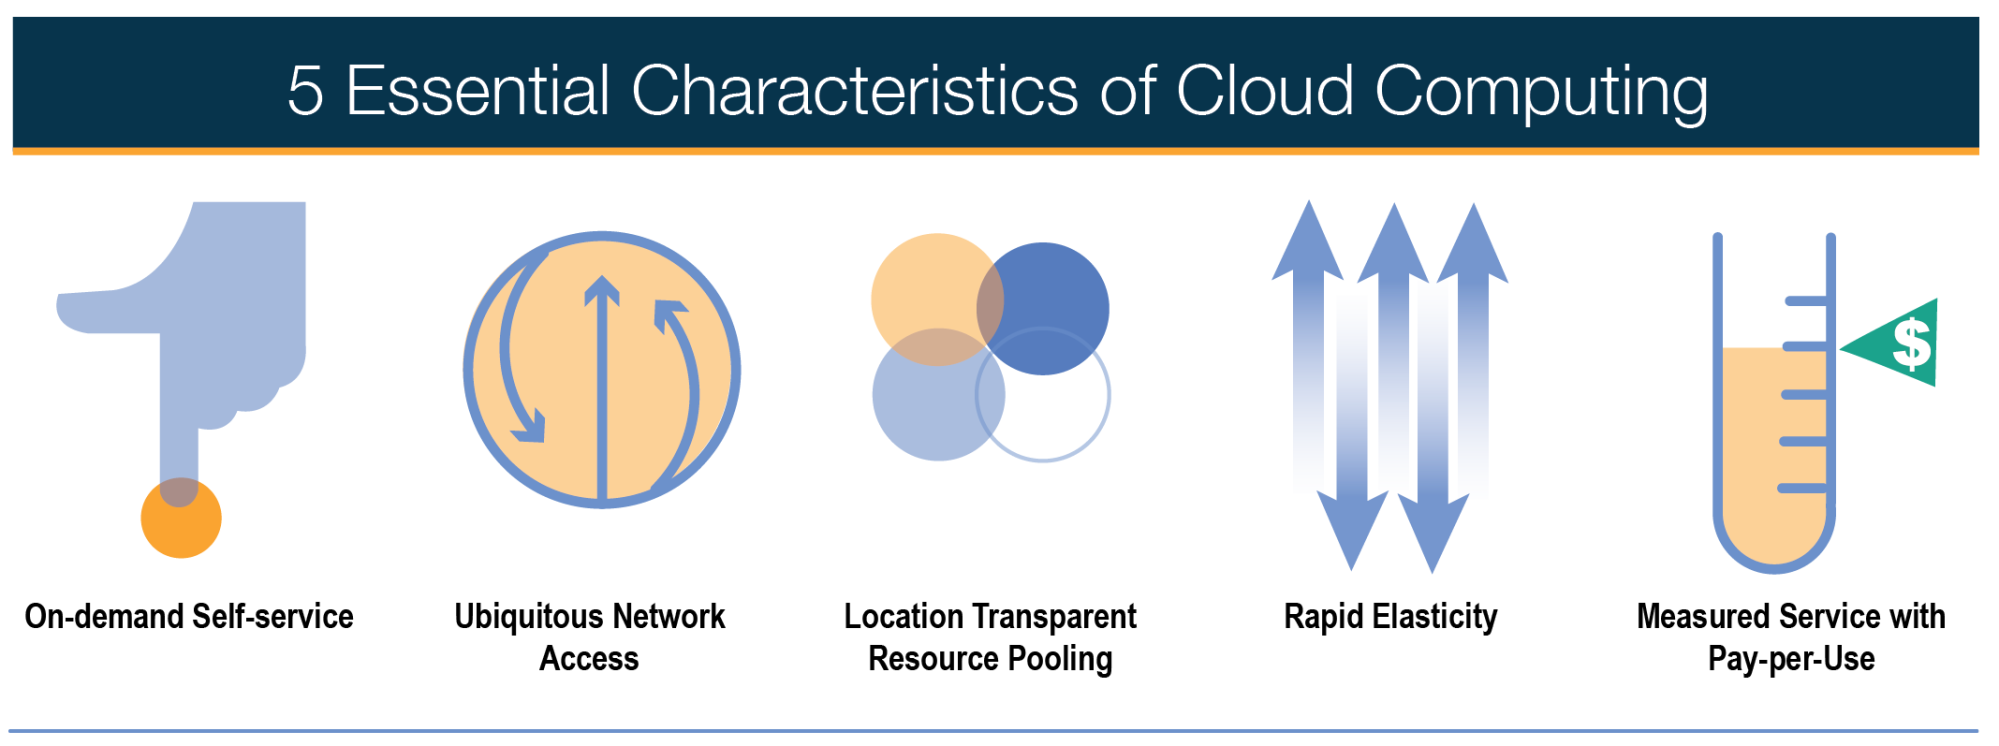 5 Essential Characteristics of Cloud Computing
$
On-demand Self-service
Ubiquitous Network
Access
Location Transparent
Resource Pooling
Rapid Elasticity
Measured Service with
Pay-per-Use